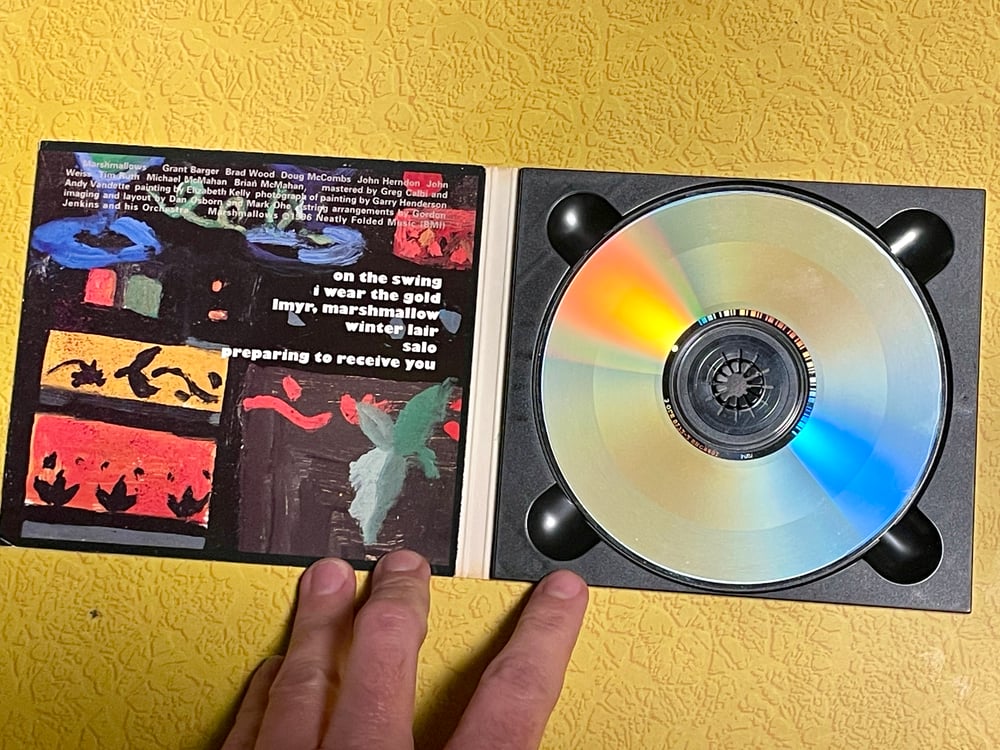 Marshmallows Grant Barger Brad Wood Doug McCombs John Herndon John
Weiss Tim Ruth Michael McMahan Brian McMahan, mastered by Greg Calbi and
Andy Vandette painting by Elizabeth Kelly photograph of painting by Garry Henderson
imaging and layout by Dan Osborn and Mark Ohe string arrangements by Gordon
Jenkins and his Orchestra Marshmallows ©1996 Neatly Folded Music (BMI)
on the swing
i wear the gold
lmyr, marshmallow
winter lair
salo
preparing to receive you